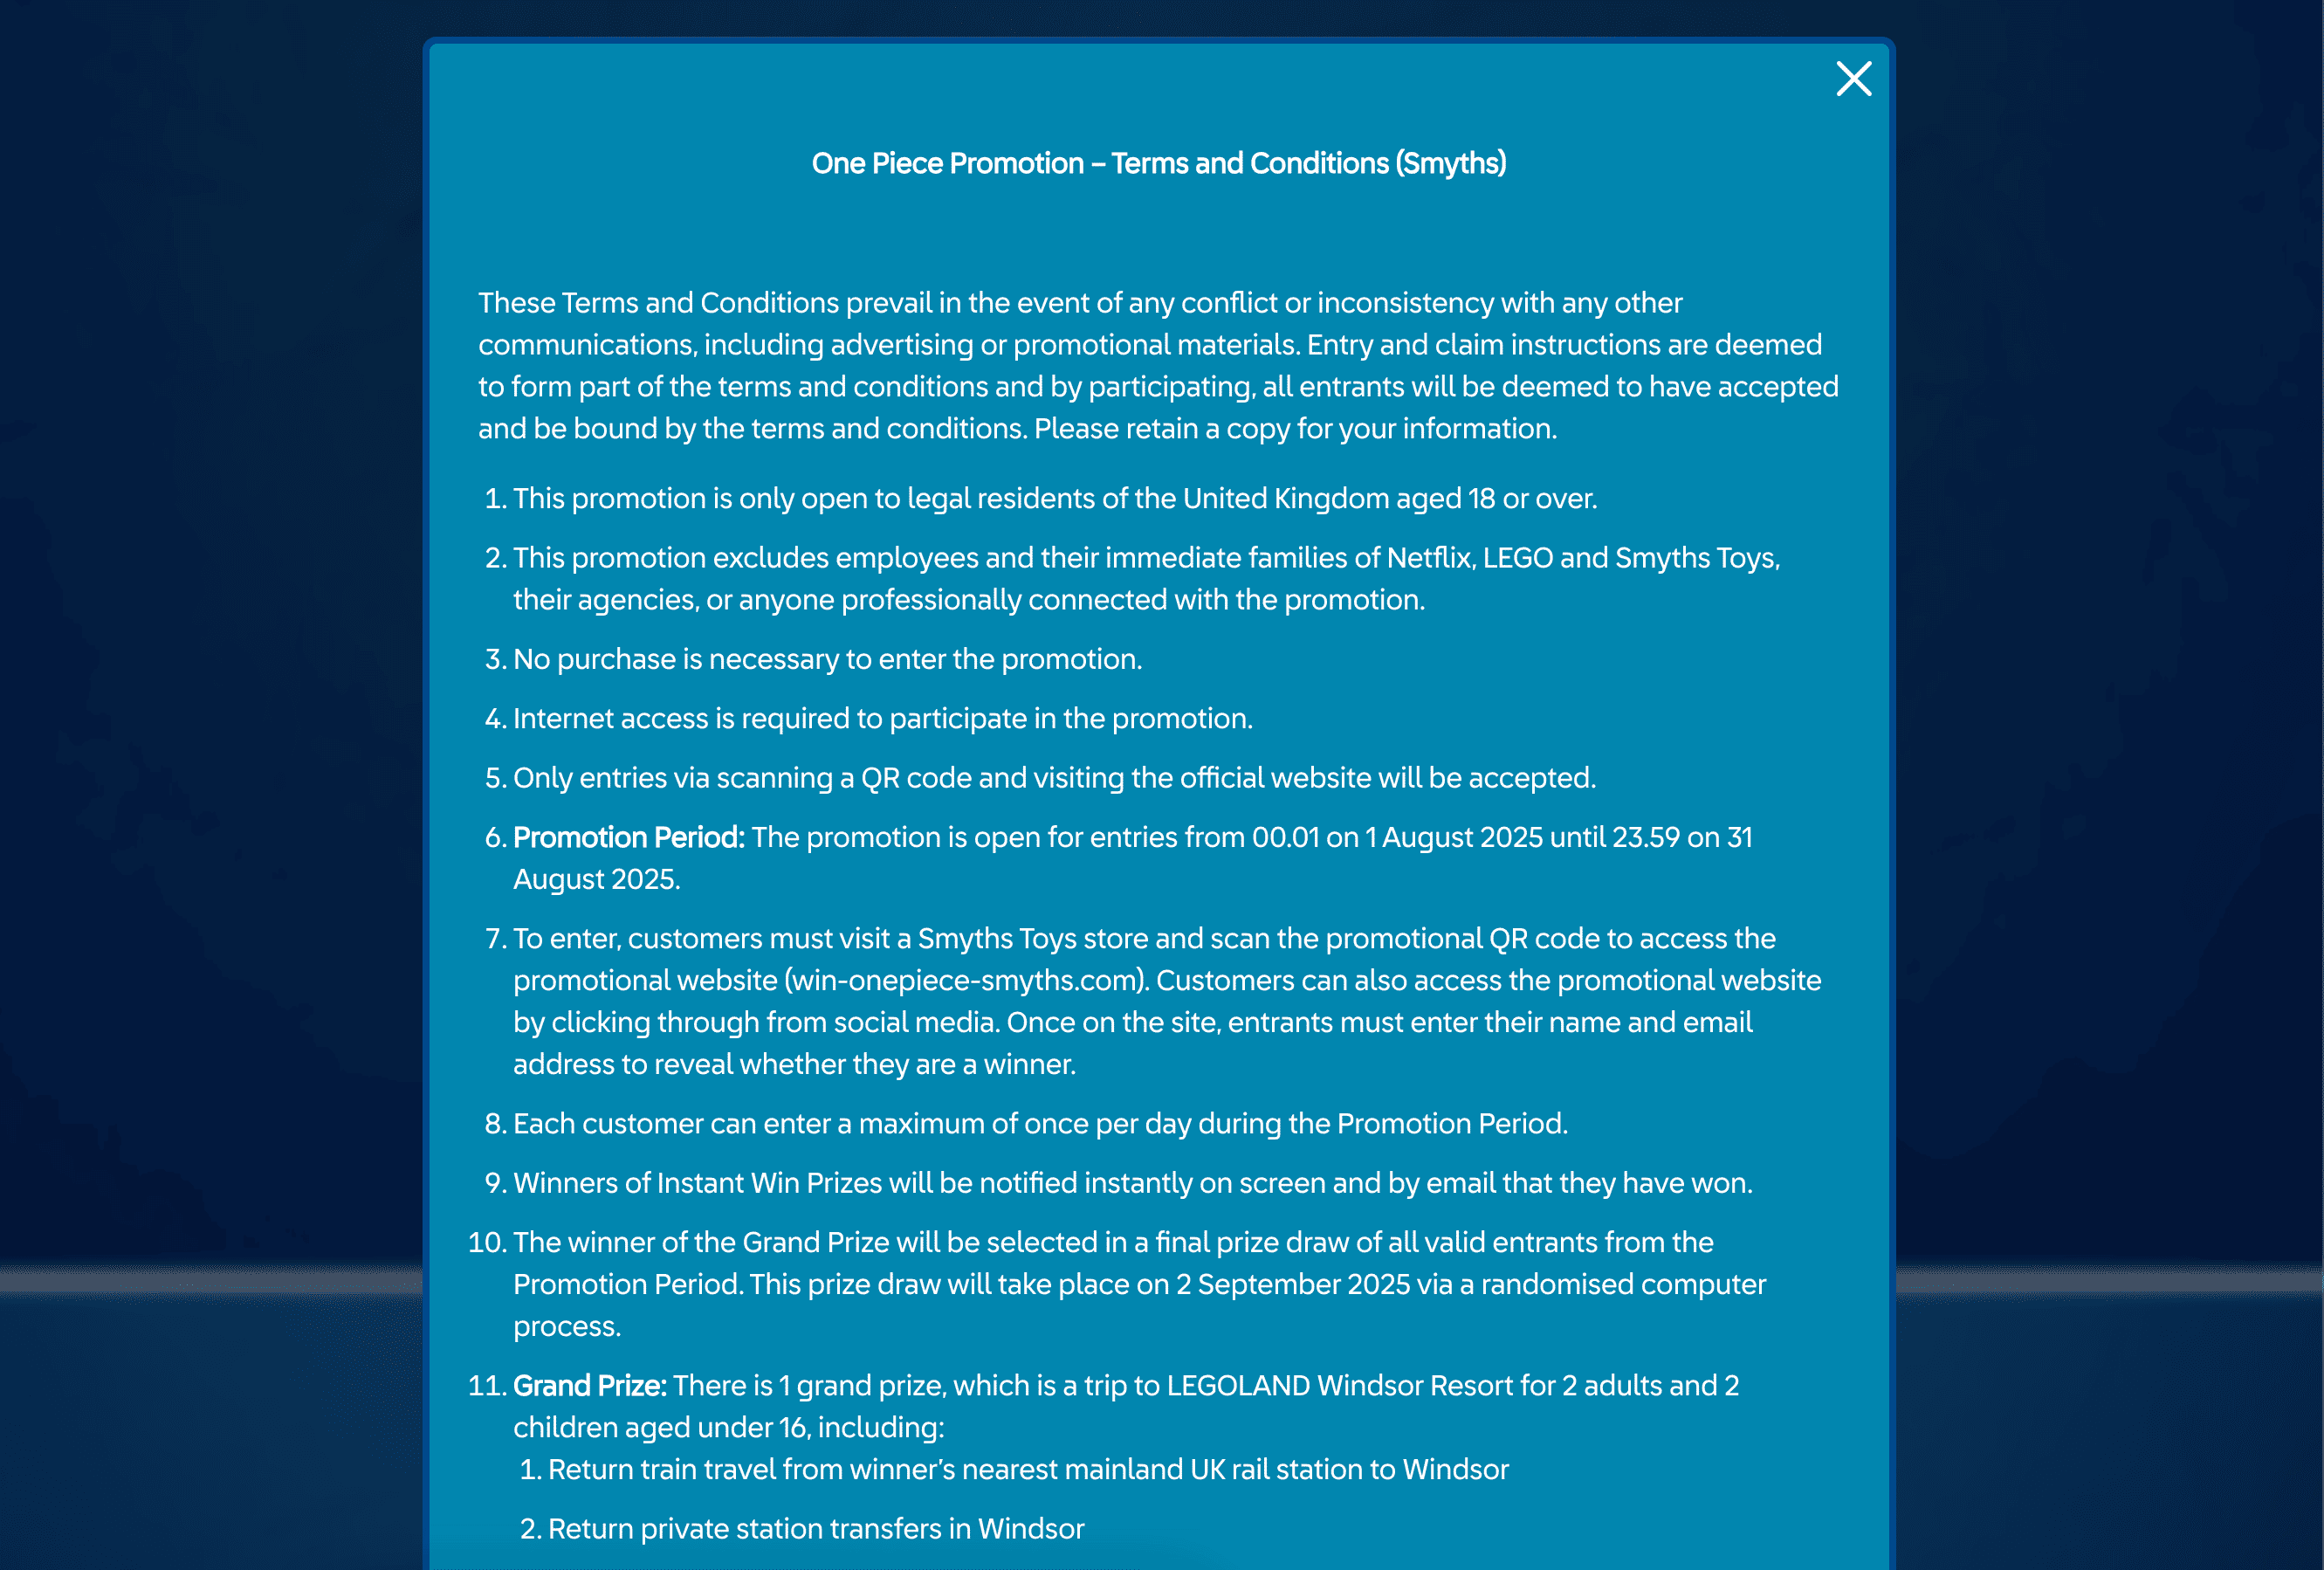 One Piece Promotion – Terms and Conditions (Smyths)
These Terms and Conditions prevail in the event of any conflict or inconsistency with any other
communications, including advertising or promotional materials. Entry and claim instructions are deemed
to form part of the terms and conditions and by participating, all entrants will be deemed to have accepted
and be bound by the terms and conditions. Please retain a copy for your information.
1. This promotion is only open to legal residents of the United Kingdom aged 18 or over.
2. This promotion excludes employees and their immediate families of Netflix, LEGO and Smyths Toys,
their agencies, or anyone professionally connected with the promotion.
3. No purchase is necessary to enter the promotion.
4. Internet access is required to participate in the promotion.
5. Only entries via scanning a QR code and visiting the official website will be accepted.
6. Promotion Period: The promotion is open for entries from 00.01 on 1 August 2025 until 23.59 on 31
August 2025.
7. To enter, customers must visit a Smyths Toys store and scan the promotional QR code to access the
promotional website (win-onepiece-smyths.com). Customers can also access the promotional website
by clicking through from social media. Once on the site, entrants must enter their name and email
address to reveal whether they are a winner.
8. Each customer can enter a maximum of once per day during the Promotion Period.
9. Winners of Instant Win Prizes will be notified instantly on screen and by email that they have won.
10. The winner of the Grand Prize will be selected in a final prize draw of all valid entrants from the
Promotion Period. This prize draw will take place on 2 September 2025 via a randomised computer
process.
11. Grand Prize: There is 1 grand prize, which is a trip to LEGOLAND Windsor Resort for 2 adults and 2
children aged under 16, including:
1. Return train travel from winner’s nearest mainland UK rail station to Windsor
2. Return private station transfers in Windsor